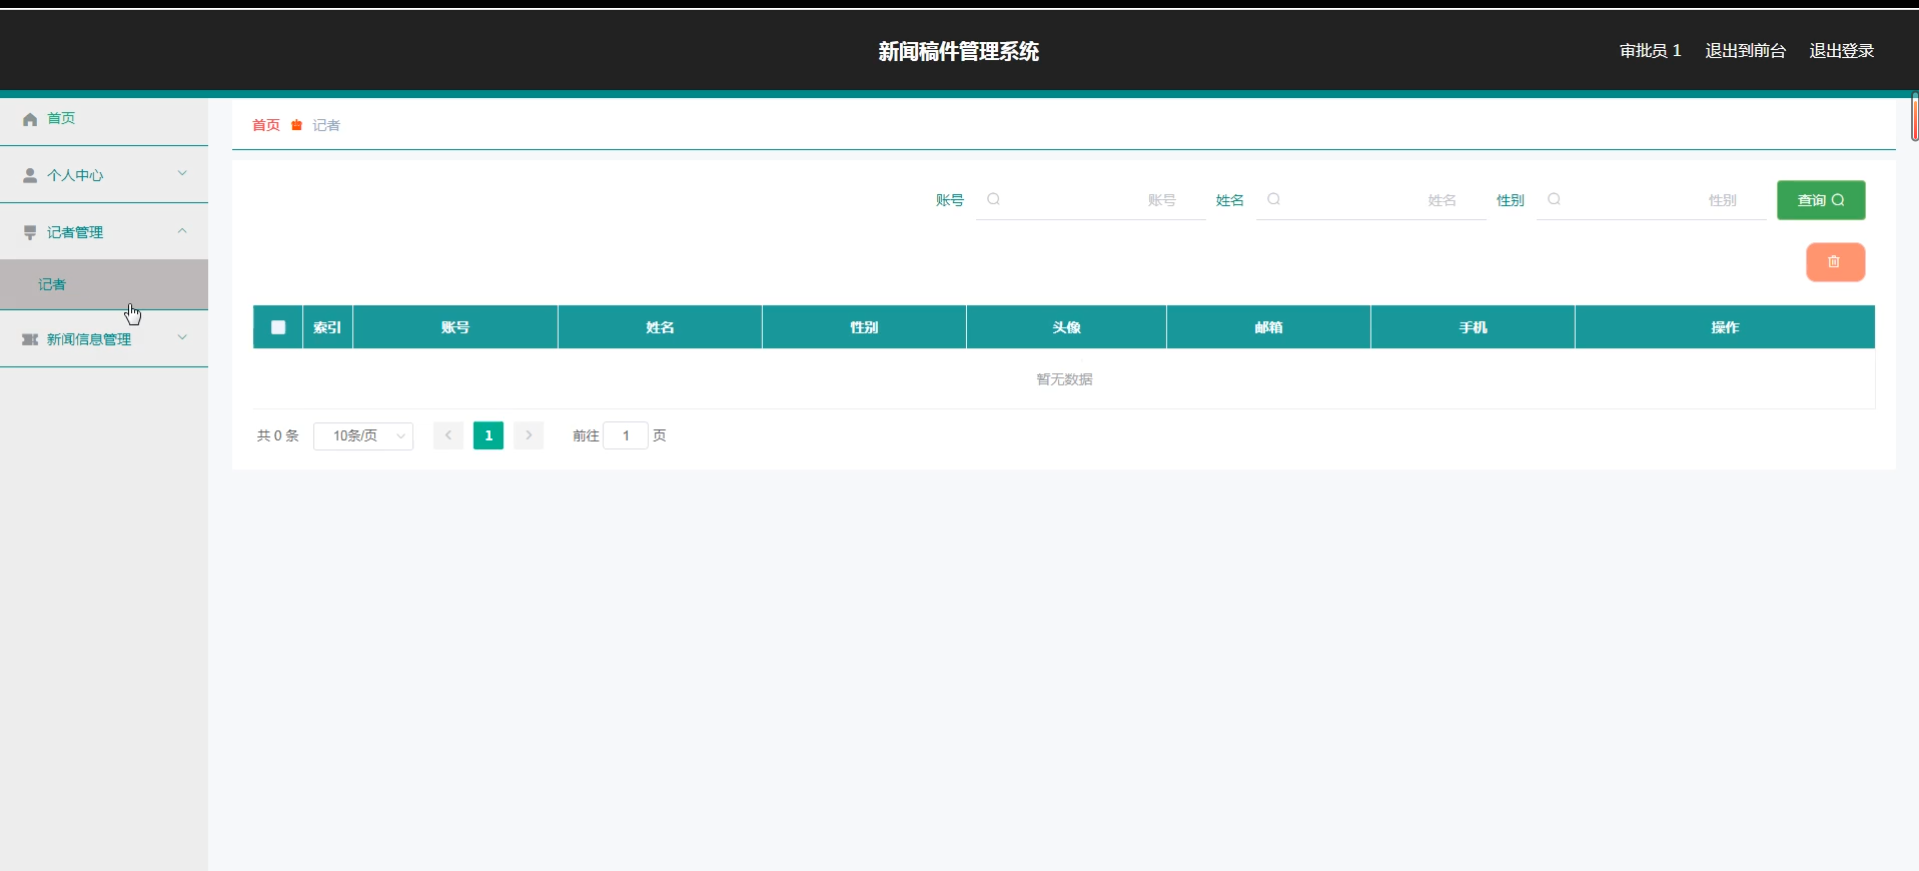 新闻稿件管理系统
审批员 1 退出到前台 退出登录
首页
个人中心
记者管理
记者
新闻信息管理
首页 记者
账号 账号 姓名 姓名 性别 性别 查询
索引 账号 姓名 性别 头像 邮箱 手机 操作
暂无数据
共 0 条 10条/页 1 前往 1 页